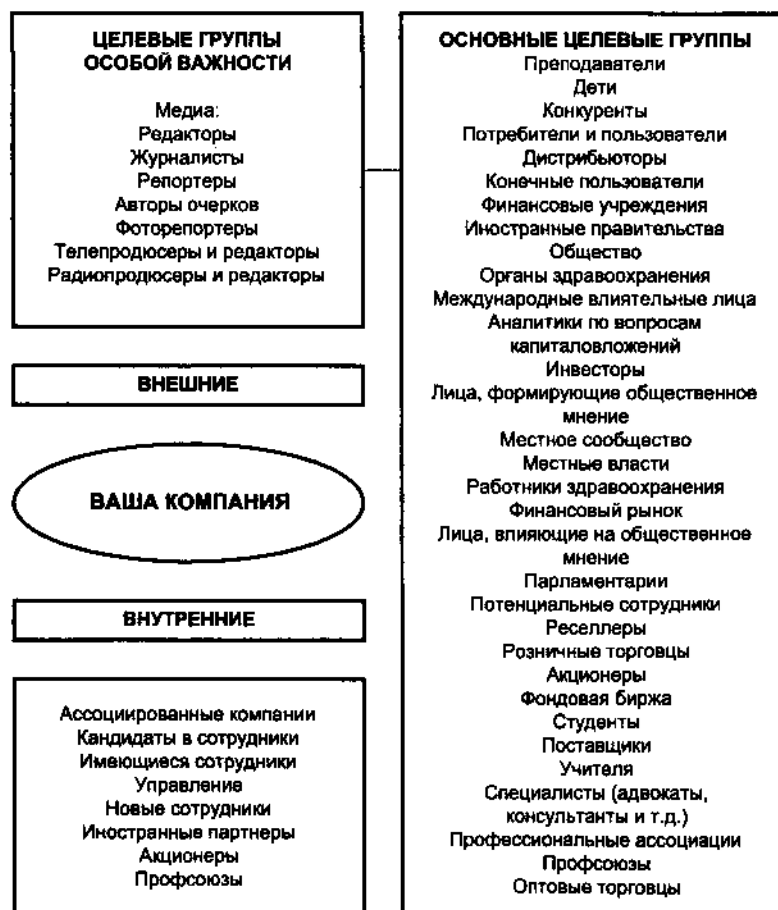 ЦЕЛЕВЫЕ ГРУППЫ
ОСОБОЙ ВАЖНОСТИ
Медиа:
Редакторы
Журналисты
Репортеры
Авторы очерков
Фоторепортеры
Телепродюсеры и редакторы
Радиопродюсеры и редакторы
ВНЕШНИЕ
ВАША КОМПАНИЯ
ВНУТРЕННИЕ
Ассоциированные компании
Кандидаты в сотрудники
Имеющиеся сотрудники
Управление
Новые сотрудники
Иностранные партнеры
Акционеры
Профсоюзы
ОСНОВНЫЕ ЦЕЛЕВЫЕ ГРУППЫ
Преподаватели
Дети
Конкуренты
Потребители и пользователи
Дистрибьюторы
Конечные пользователи
Финансовые учреждения
Иностранные правительства
Общество
Органы здравоохранения
Международные влиятельные лица
Аналитики по вопросам
капиталовложений
Инвесторы
Лица, формирующие общественное
мнение
Местное сообщество
Местные власти
Работники здравоохранения
Финансовый рынок
Лица, влияющие на общественное
мнение
Парламентарии
Потенциальные сотрудники
Реселлеры
Розничные торговцы
Акционеры
Фондовая биржа
Студенты
Поставщики
Учителя
Специалисты (адвокаты,
консультанты и т.д.)
Профессиональные ассоциации
Профсоюзы
Оптовые торговцы